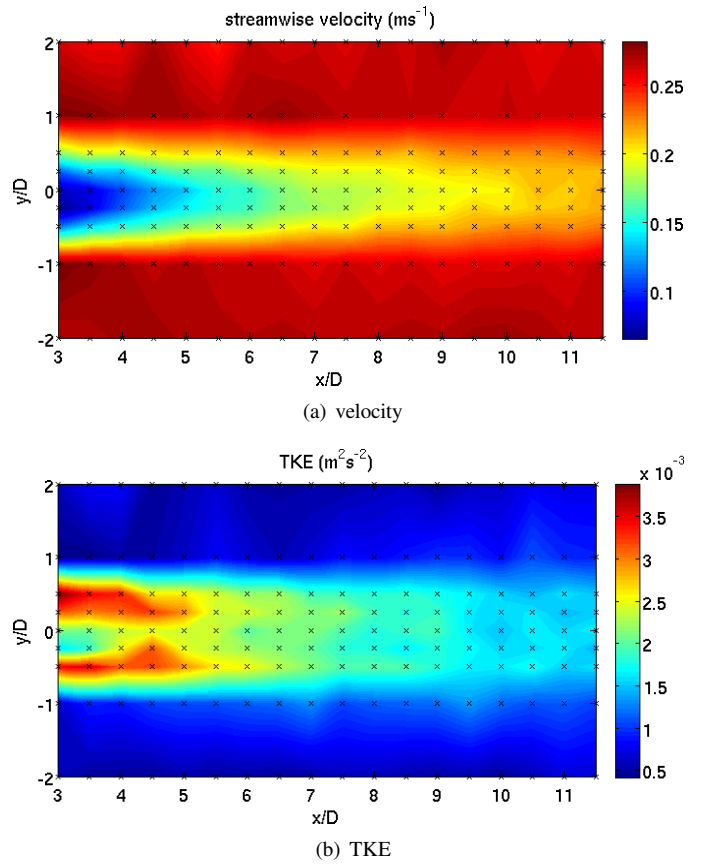 streamwise velocity (ms⁻¹)
2
1
0
-1
-2
y/D
3 4 5 6 7 8 9 10 11
x/D
0.25
0.2
0.15
0.1
(a) velocity
TKE (m²s⁻²)
x 10⁻³
2
1
0
-1
-2
y/D
3 4 5 6 7 8 9 10 11
x/D
3.5
3
2.5
2
1.5
1
0.5
(b) TKE